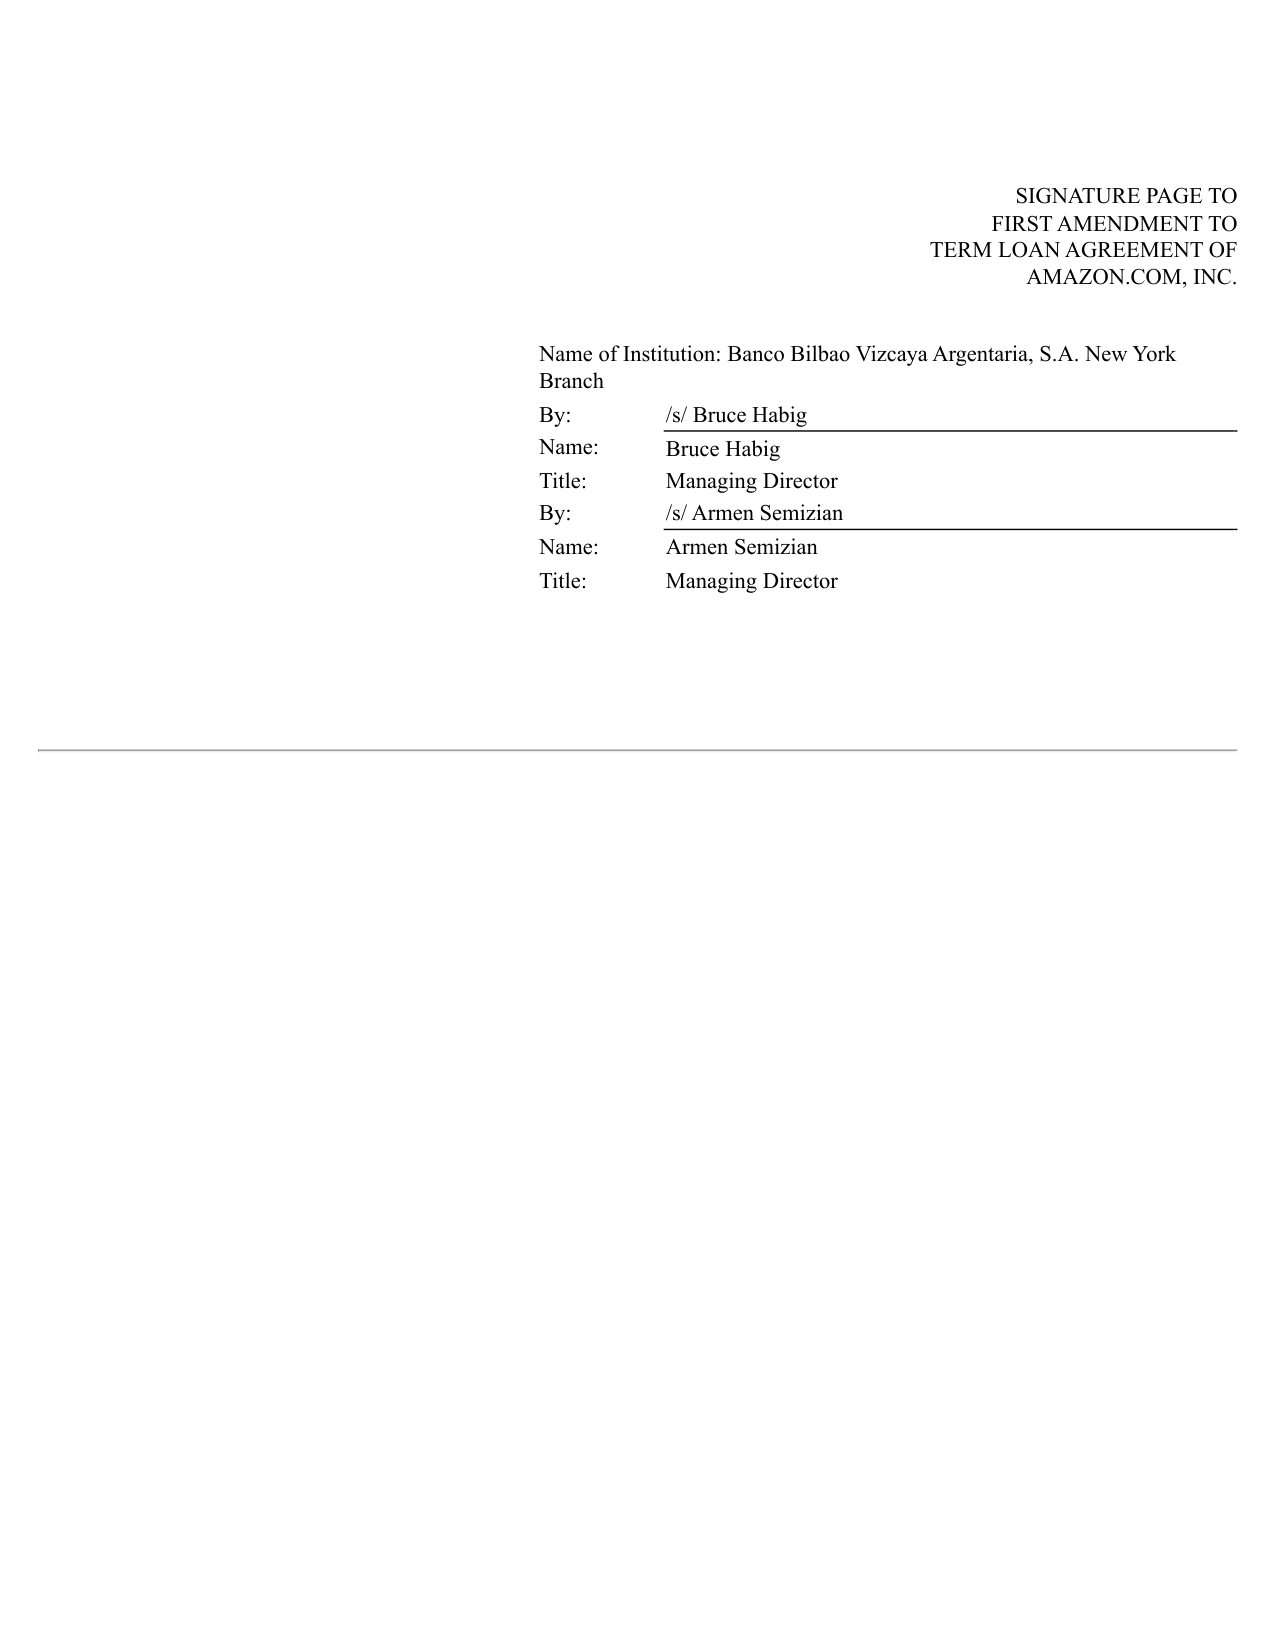 SIGNATURE PAGE TO
FIRST AMENDMENT TO
TERM LOAN AGREEMENT OF
AMAZON.COM, INC.
Name of Institution: Banco Bilbao Vizcaya Argentaria, S.A. New York
Branch
By: /s/ Bruce Habig
Name: Bruce Habig
Title: Managing Director
By: /s/ Armen Semizian
Name: Armen Semizian
Title: Managing Director